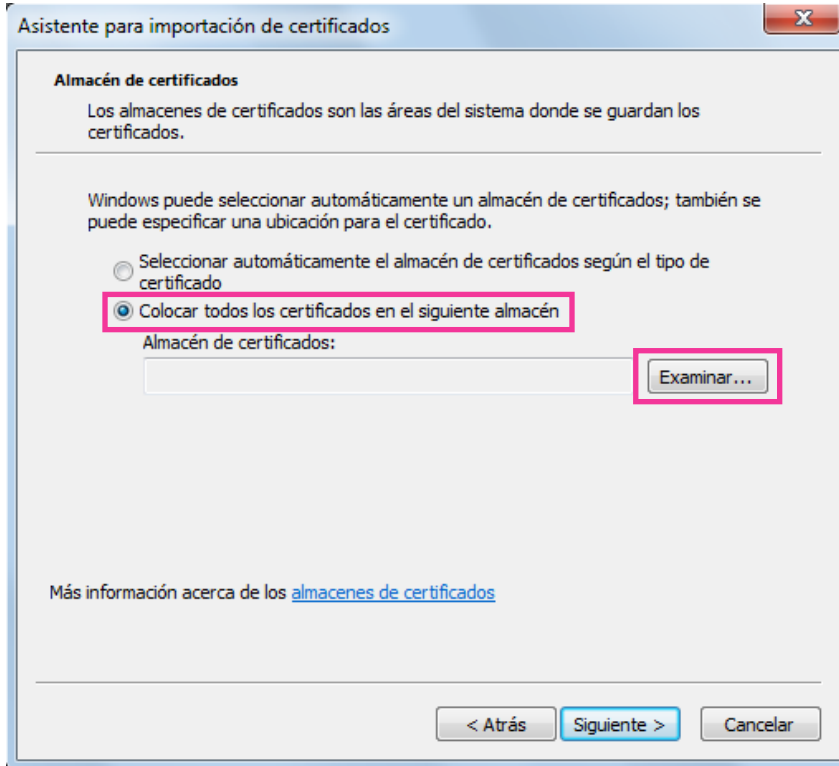 Asistente para importación de certificados
Almacén de certificados
Los almacenes de certificados son las áreas del sistema donde se guardan los
certificados.
Windows puede seleccionar automáticamente un almacén de certificados; también se
puede especificar una ubicación para el certificado.
Seleccionar automáticamente el almacén de certificados según el tipo de
certificado
Colocar todos los certificados en el siguiente almacén
Almacén de certificados:
Examinar...
Más información acerca de los almacenes de certificados
< Atrás Siguiente > Cancelar